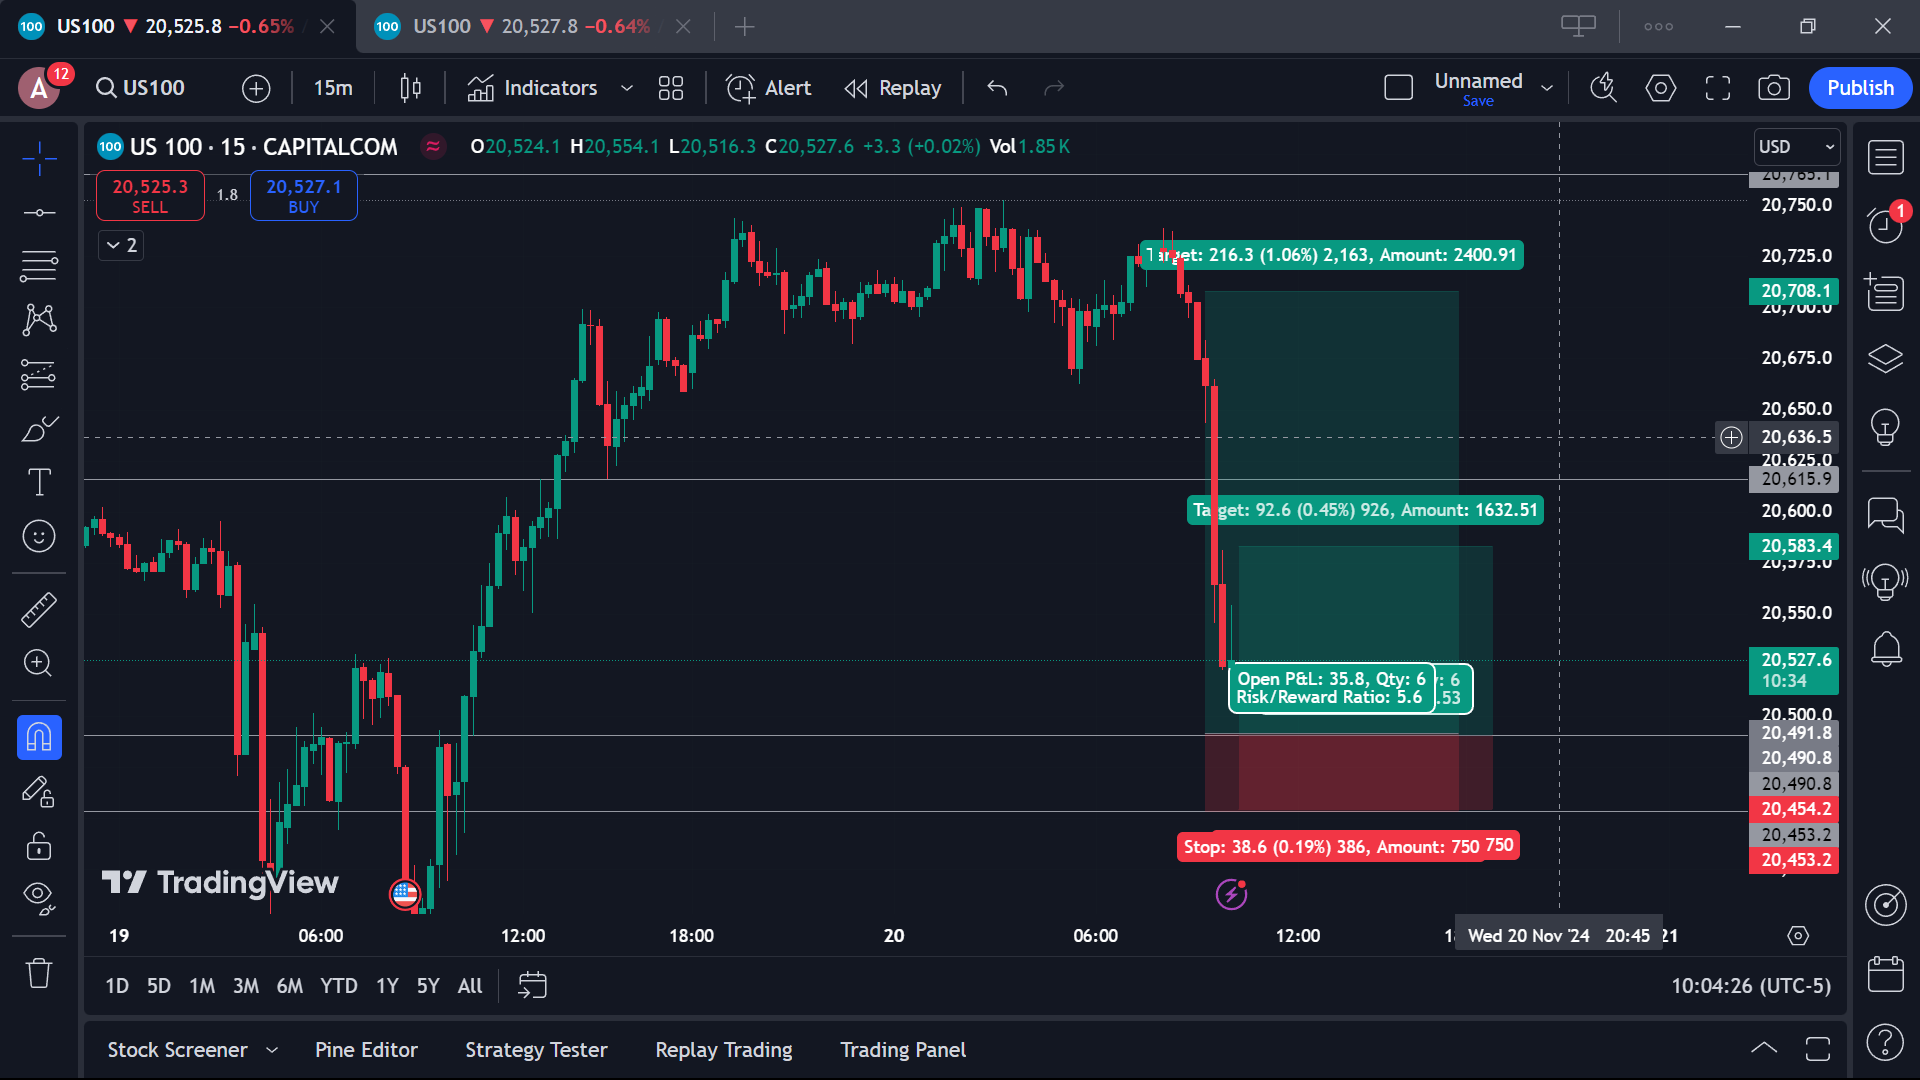 100 US100 20,525.8 −0.65%
100 US100 20,527.8 −0.64%
A 12 US100 15m Indicators Alert Replay Unnamed Save Publish
100 US 100 · 15 · CAPITALCOM O20,524.1 H20,554.1 L20,516.3 C20,527.6 +3.3 (+0.02%) Vol1.85 K
USD
20,525.3 SELL
1.8
20,527.1 BUY
2
20,765.1
20,750.0
Target: 216.3 (1.06%) 2,163, Amount: 2400.91
20,725.0
20,708.1
20,700.0
20,675.0
20,650.0
20,636.5
20,625.0
20,615.9
Target: 92.6 (0.45%) 926, Amount: 1632.51
20,600.0
20,583.4
20,575.0
20,550.0
20,527.6
10:34
Open P&L: 35.8, Qty: 6
Risk/Reward Ratio: 5.6
: 6
.53
20,500.0
20,491.8
20,490.8
20,490.8
20,454.2
20,453.2
20,453.2
Stop: 38.6 (0.19%) 386, Amount: 750 750
TradingView
19 06:00 12:00 18:00 20 06:00 12:00 Wed 20 Nov '24 20:45 21
1D 5D 1M 3M 6M YTD 1Y 5Y All
10:04:26 (UTC-5)
Stock Screener Pine Editor Strategy Tester Replay Trading Trading Panel
1